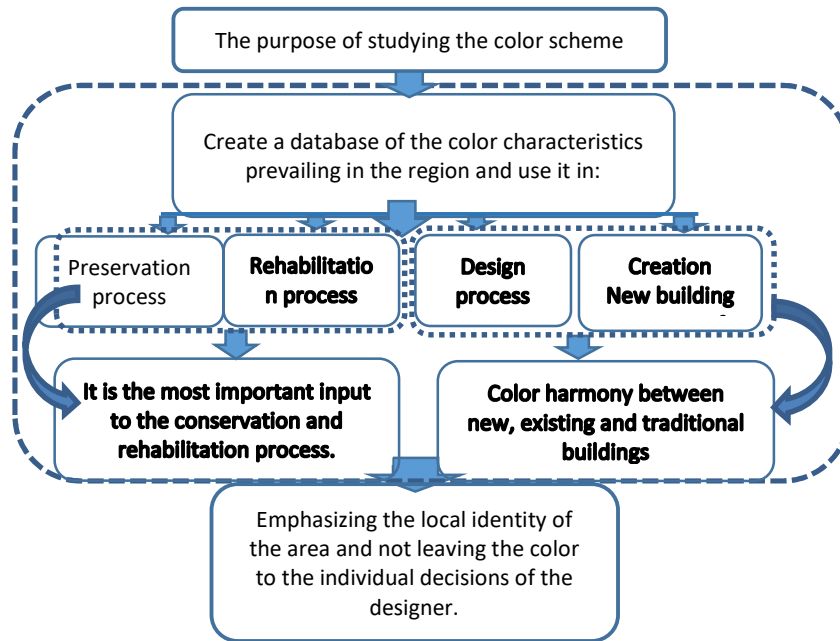 The purpose of studying the color scheme
Create a database of the color characteristics
prevailing in the region and use it in:
Preservation
process
Rehabilitatio
n process
Design
process
Creation
New building
It is the most important input
to the conservation and
rehabilitation process.
Color harmony between
new, existing and traditional
buildings
Emphasizing the local identity of
the area and not leaving the color
to the individual decisions of the
designer.